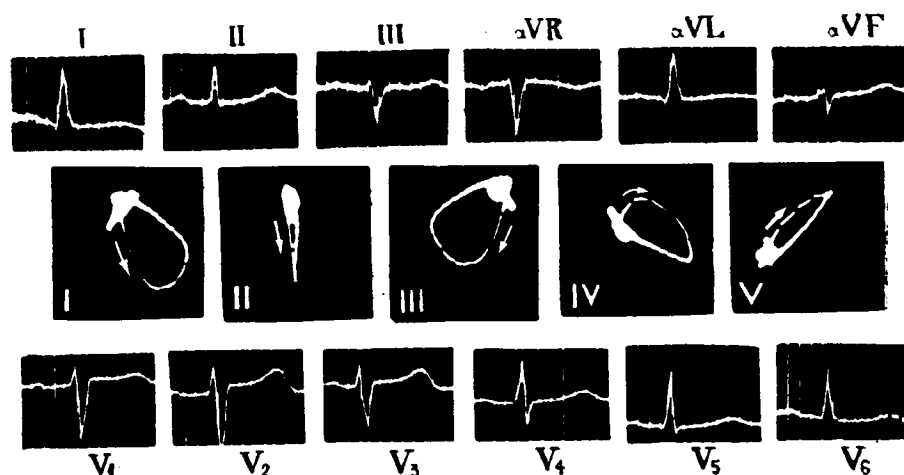 I II III aVR aVL aVF
I II III IV V
V₁ V₂ V₃ V₄ V₅ V₆